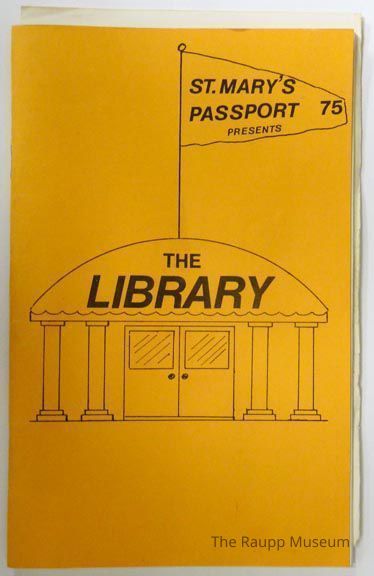 ST. MARY'S
PASSPORT 75
PRESENTS
THE
LIBRARY
The Raupp Museum